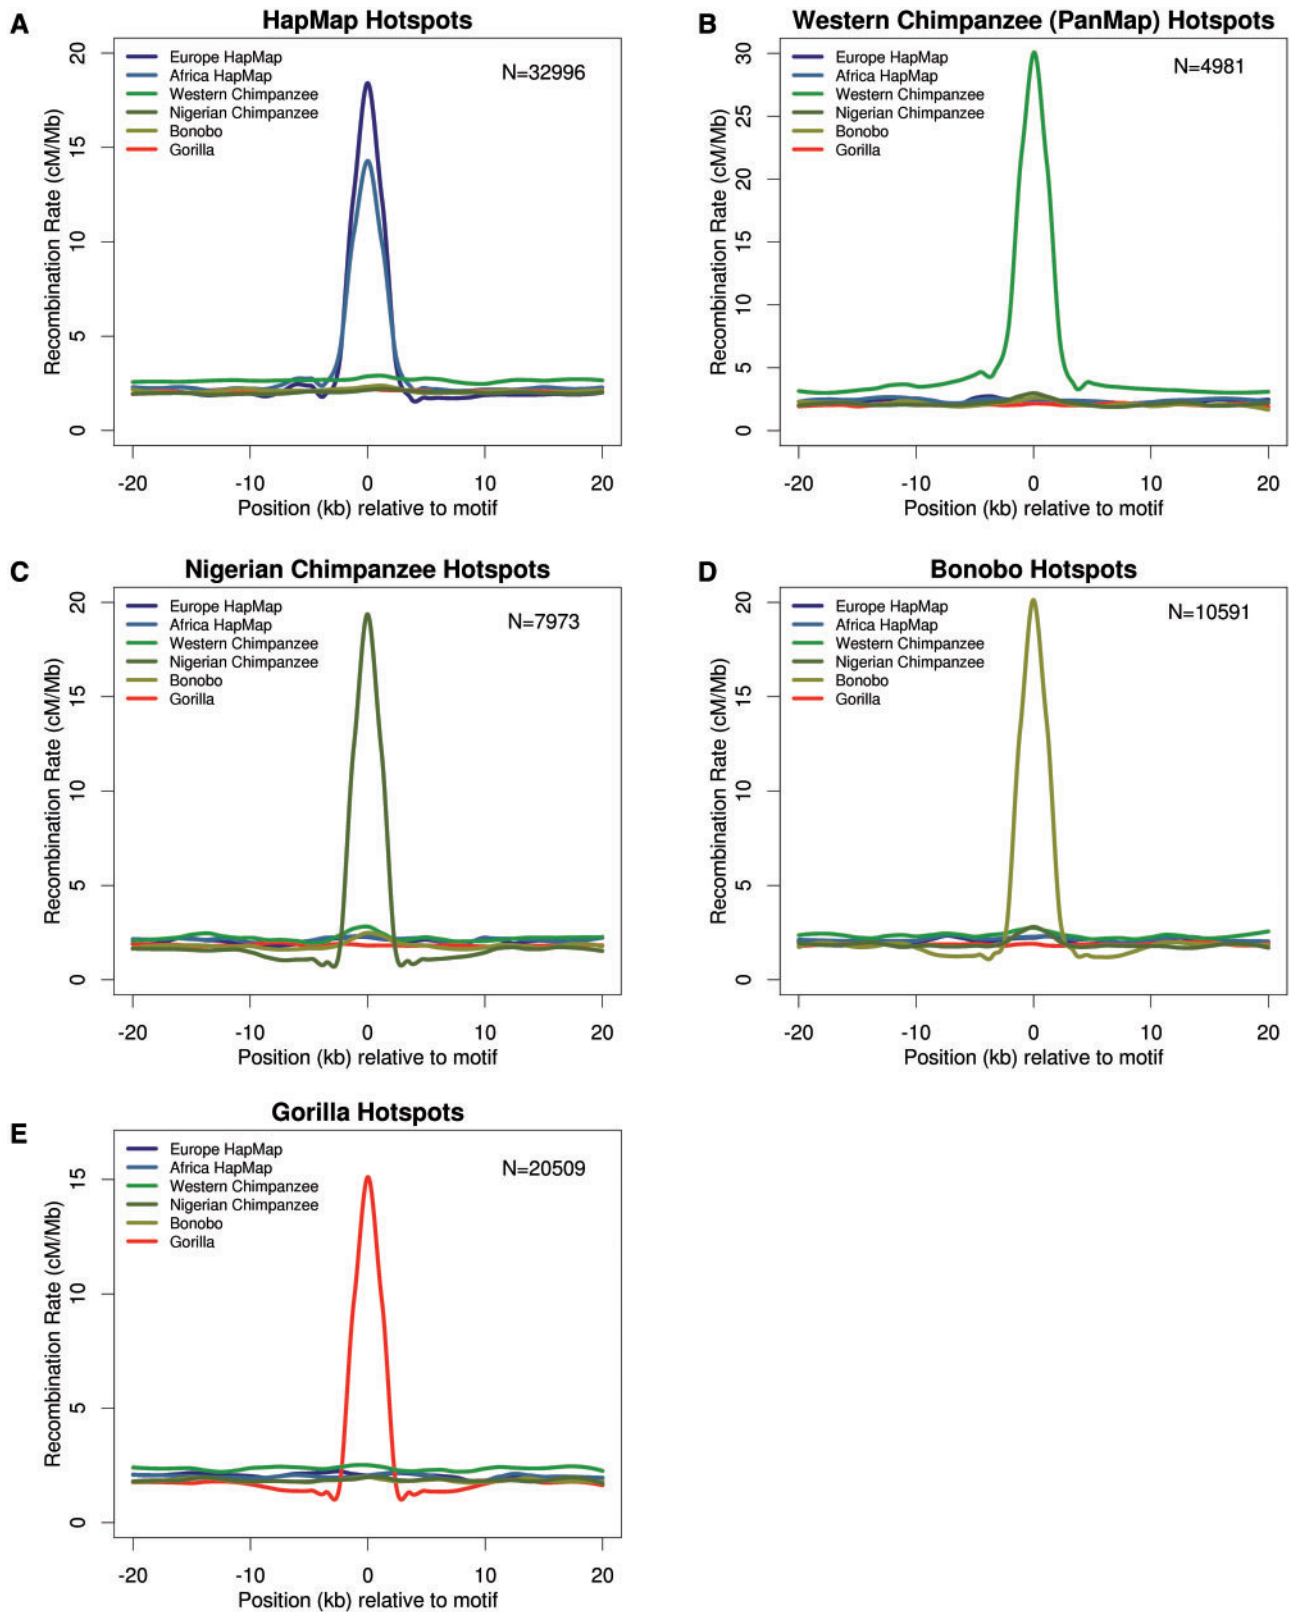 A
HapMap Hotspots
Europe HapMap
Africa HapMap
Western Chimpanzee
Nigerian Chimpanzee
Bonobo
Gorilla
N=32996
Recombination Rate (cM/Mb)
20
15
10
5
0
-20 -10 0 10 20
Position (kb) relative to motif
B
Western Chimpanzee (PanMap) Hotspots
Europe HapMap
Africa HapMap
Western Chimpanzee
Nigerian Chimpanzee
Bonobo
Gorilla
N=4981
Recombination Rate (cM/Mb)
30
25
20
15
10
5
0
-20 -10 0 10 20
Position (kb) relative to motif
C
Nigerian Chimpanzee Hotspots
Europe HapMap
Africa HapMap
Western Chimpanzee
Nigerian Chimpanzee
Bonobo
Gorilla
N=7973
Recombination Rate (cM/Mb)
20
15
10
5
0
-20 -10 0 10 20
Position (kb) relative to motif
D
Bonobo Hotspots
Europe HapMap
Africa HapMap
Western Chimpanzee
Nigerian Chimpanzee
Bonobo
Gorilla
N=10591
Recombination Rate (cM/Mb)
20
15
10
5
0
-20 -10 0 10 20
Position (kb) relative to motif
E
Gorilla Hotspots
Europe HapMap
Africa HapMap
Western Chimpanzee
Nigerian Chimpanzee
Bonobo
Gorilla
N=20509
Recombination Rate (cM/Mb)
15
10
5
0
-20 -10 0 10 20
Position (kb) relative to motif